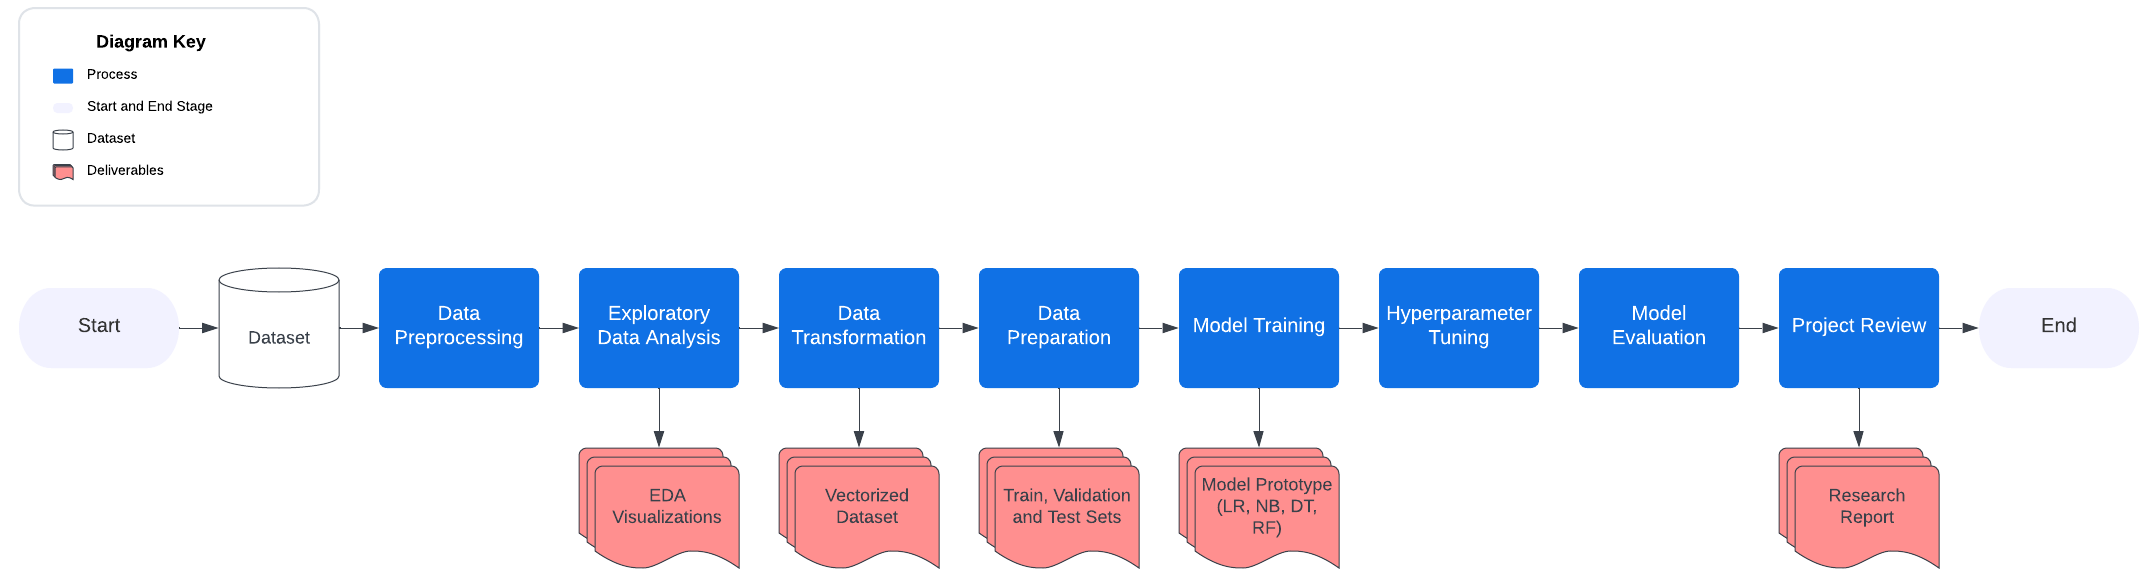 Diagram Key
Process
Start and End Stage
Dataset
Deliverables
Start
Dataset
Data
Preprocessing
Exploratory
Data Analysis
Data
Transformation
Data
Preparation
Model Training
Hyperparameter
Tuning
Model
Evaluation
Project Review
End
EDA
Visualizations
Vectorized
Dataset
Train, Validation
and Test Sets
Model Prototype
(LR, NB, DT,
RF)
Research
Report